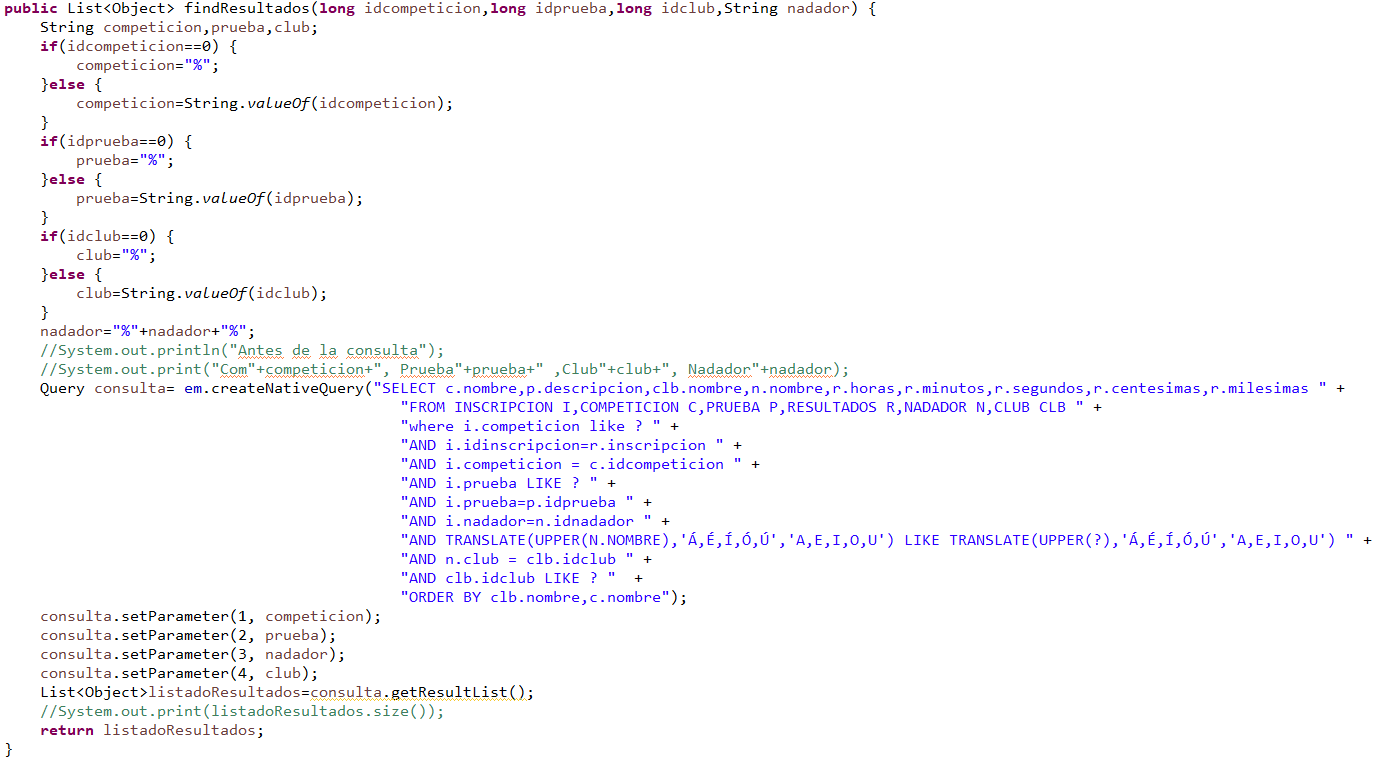 public List<Object> findResultados(long idcompeticion,long idprueba,long idclub,String nadador) {
    String competicion,prueba,club;
    if(idcompeticion==0) {
        competicion="%";
    }else {
        competicion=String.valueOf(idcompeticion);
    }
    if(idprueba==0) {
        prueba="%";
    }else {
        prueba=String.valueOf(idprueba);
    }
    if(idclub==0) {
        club="%";
    }else {
        club=String.valueOf(idclub);
    }
    nadador="%"+nadador+"%";
    //System.out.println("Antes de la consulta");
    //System.out.print("Com"+competicion+", Prueba"+prueba+" ,Club"+club+", Nadador"+nadador);
    Query consulta= em.createNativeQuery("SELECT c.nombre,p.descripcion,clb.nombre,n.nombre,r.horas,r.minutos,r.segundos,r.centesimas,r.milesimas " +
                                            "FROM INSCRIPCION I,COMPETICION C,PRUEBA P,RESULTADOS R,NADADOR N,CLUB CLB " +
                                            "where i.competicion like ? " +
                                            "AND i.idinscripcion=r.inscripcion " +
                                            "AND i.competicion = c.idcompeticion " +
                                            "AND i.prueba LIKE ? " +
                                            "AND i.prueba=p.idprueba " +
                                            "AND i.nadador=n.idnadador " +
                                            "AND TRANSLATE(UPPER(N.NOMBRE),'Á,É,Í,Ó,Ú','A,E,I,O,U') LIKE TRANSLATE(UPPER(?),'Á,É,Í,Ó,Ú','A,E,I,O,U') " +
                                            "AND n.club = clb.idclub " +
                                            "AND clb.idclub LIKE ? "  +
                                            "ORDER BY clb.nombre,c.nombre");
    consulta.setParameter(1, competicion);
    consulta.setParameter(2, prueba);
    consulta.setParameter(3, nadador);
    consulta.setParameter(4, club);
    List<Object>listadoResultados=consulta.getResultList();
    //System.out.print(listadoResultados.size());
    return listadoResultados;
}